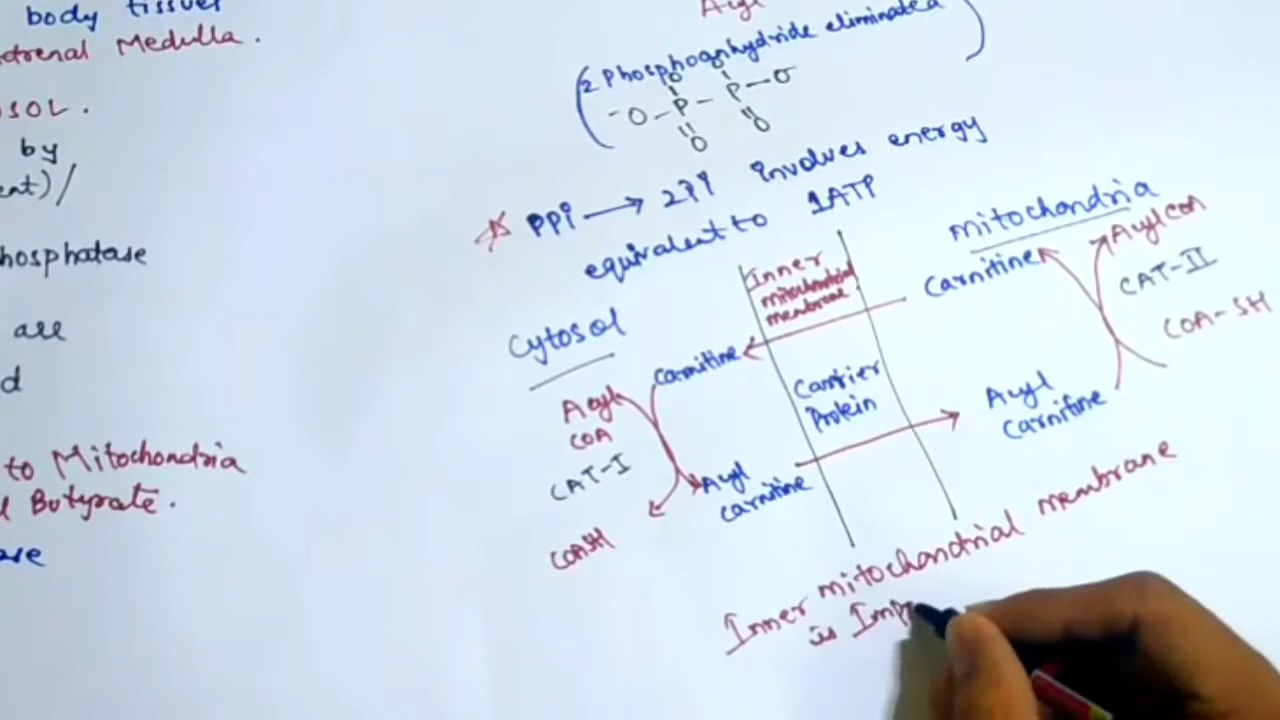 body tissues
Adrenal Medulla.
OSOL.
by
ent)/
hosphatase
are
d
to Mitochondria
Butyrate.
are
Acyl
(2 Phosphoanhydride eliminated)
-O-P-P-O-
O O
O O
☆ PPi → 2Pi involves energy
equivalent to 1ATP
Mitochondria
Inner
mitochondrial
membrane
Cytosol
Carnitine
Acyl COA
CAT-II
COA-SH
Carnitine
Carrier
Protein
Acyl
COA
CAT-I
COASH
Acyl
Carnitine
Acyl
Carnitine
Inner mitochondrial membrane
is Imp